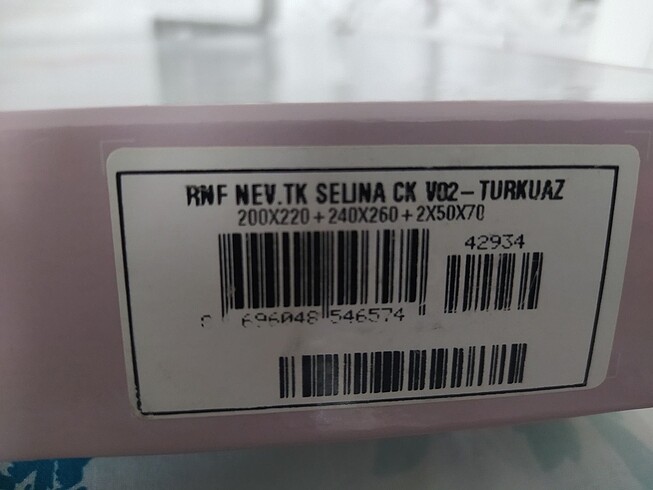 RNF NEV.TK SELINA CK V02-TURKUAZ
200X220+240X260+2X50X70
42934
696048 546574